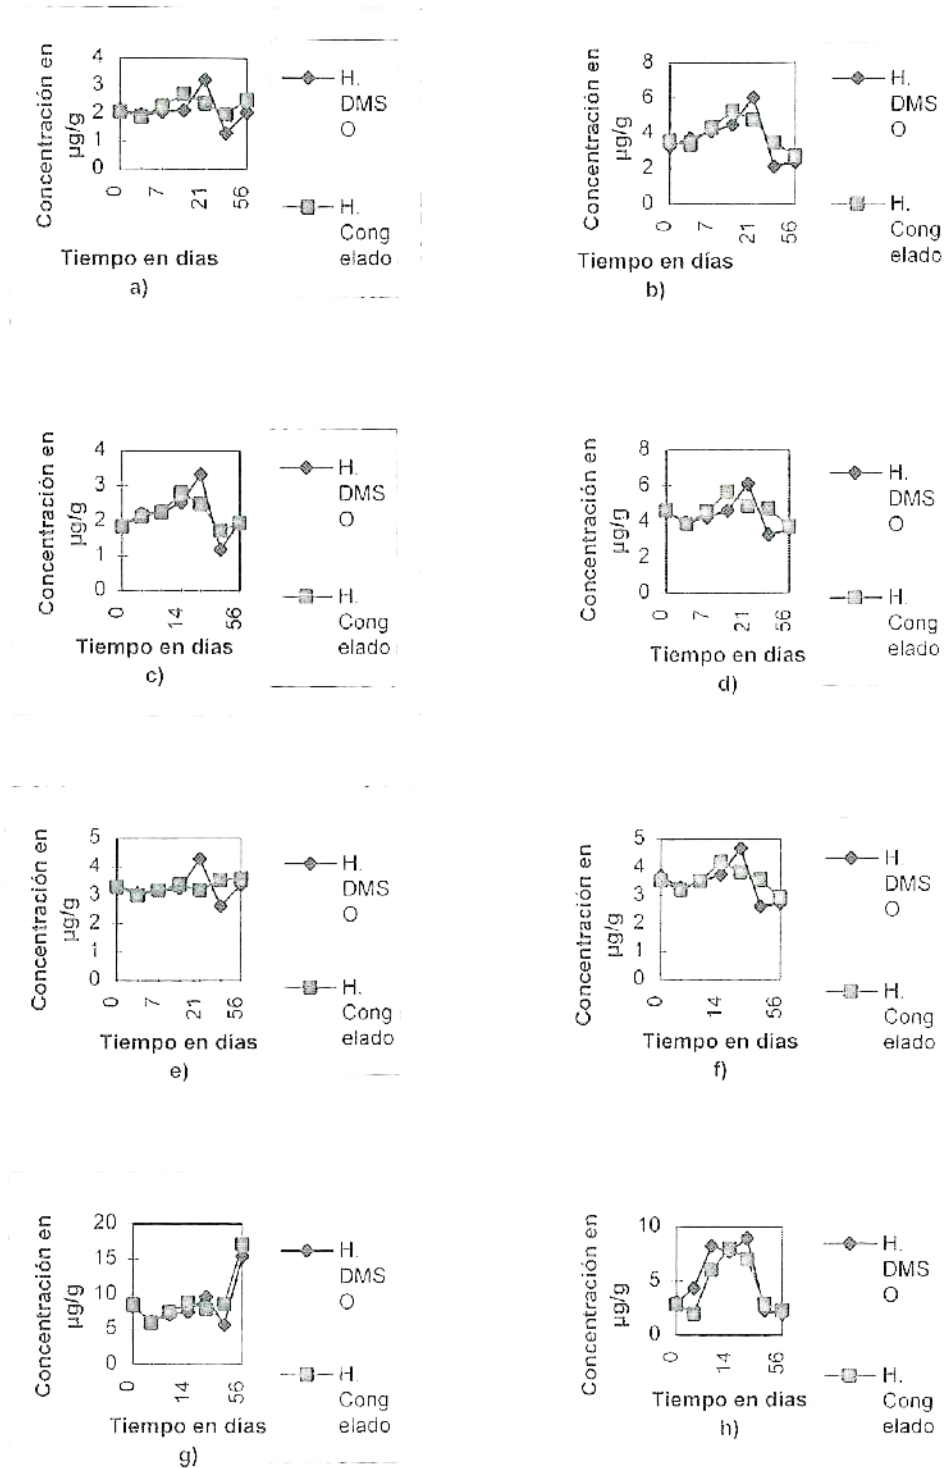 Concentración en
µg/g
4
3
2
1
0
0
7
21
56
Tiempo en días
a)
H.
DMS
O
H.
Cong
elado
Concentración en
µg/g
8
6
4
2
0
0
7
21
56
Tiempo en días
b)
H.
DMS
O
H.
Cong
elado
Concentración en
µg/g
4
3
2
1
0
0
14
56
Tiempo en días
c)
H.
DMS
O
H.
Cong
elado
Concentración en
µg/g
8
6
4
2
0
0
7
21
56
Tiempo en días
d)
H.
DMS
O
H.
Cong
elado
Concentración en
µg/g
5
4
3
2
1
0
0
7
21
56
Tiempo en días
e)
H.
DMS
O
H.
Cong
elado
Concentración en
µg/g
5
4
3
2
1
0
0
14
56
Tiempo en días
f)
H.
DMS
O
H.
Cong
elado
Concentración en
µg/g
20
15
10
5
0
0
14
56
Tiempo en días
g)
H.
DMS
O
H.
Cong
elado
Concentración en
µg/g
10
5
0
0
14
56
Tiempo en días
h)
H.
DMS
O
H.
Cong
elado